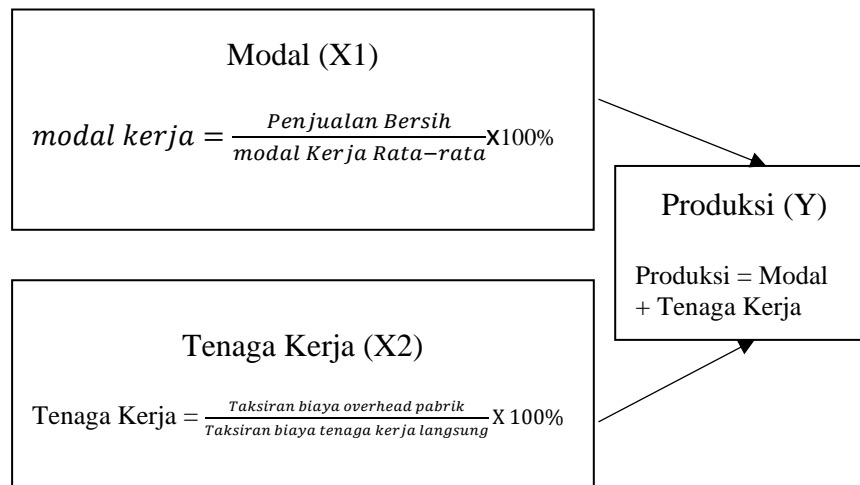 Modal (X1)
modal kerja = Penjualan Bersih / modal Kerja Rata−rata X100%
Produksi (Y)
Produksi = Modal
+ Tenaga Kerja
Tenaga Kerja (X2)
Tenaga Kerja = Taksiran biaya overhead pabrik / Taksiran biaya tenaga kerja langsung X 100%